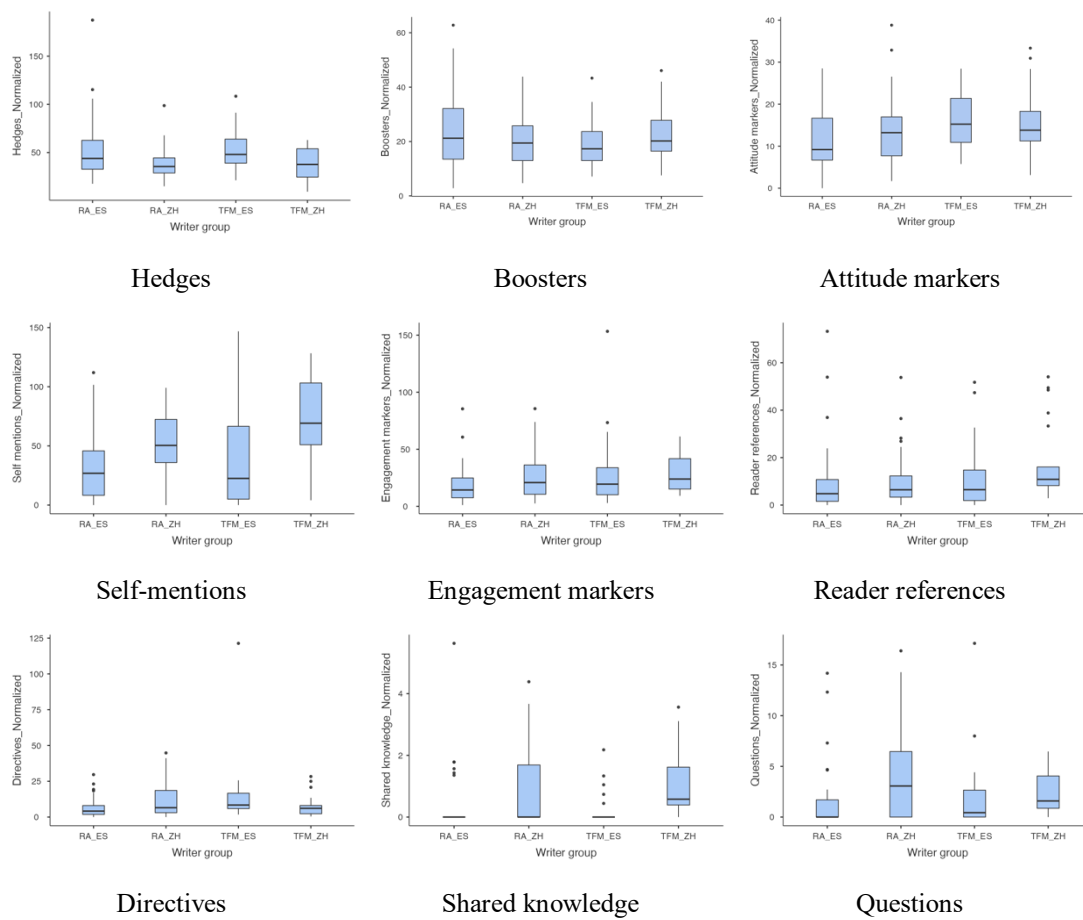 Hedges_Normalized
150
100
50
RA_ES RA_ZH TFM_ES TFM_ZH
Writer group
Hedges
Boosters_Normalized
60
40
20
0
RA_ES RA_ZH TFM_ES TFM_ZH
Writer group
Boosters
Attitude markers_Normalized
40
30
20
10
0
RA_ES RA_ZH TFM_ES TFM_ZH
Writer group
Attitude markers
Self mentions_Normalized
150
100
50
0
RA_ES RA_ZH TFM_ES TFM_ZH
Writer group
Self-mentions
Engagement markers_Normalized
150
100
50
0
RA_ES RA_ZH TFM_ES TFM_ZH
Writer group
Engagement markers
Reader references_Normalized
60
40
20
0
RA_ES RA_ZH TFM_ES TFM_ZH
Writer group
Reader references
Directives_Normalized
125
100
75
50
25
0
RA_ES RA_ZH TFM_ES TFM_ZH
Writer group
Directives
Shared knowledge_Normalized
4
2
0
RA_ES RA_ZH TFM_ES TFM_ZH
Writer group
Shared knowledge
Questions_Normalized
15
10
5
0
RA_ES RA_ZH TFM_ES TFM_ZH
Writer group
Questions